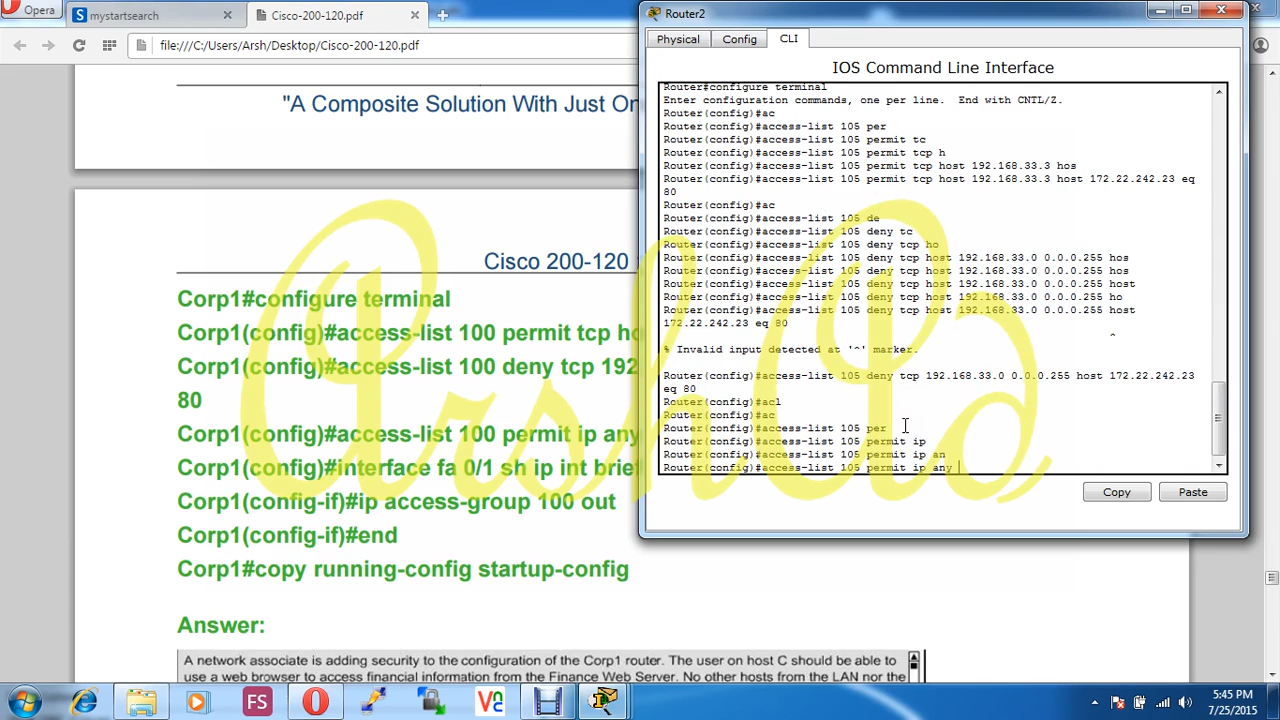 Opera
mystartsearch
Cisco-200-120.pdf
file:///C:/Users/Arsh/Desktop/Cisco-200-120.pdf
"A Composite Solution With Just On
Cisco 200-120
Corp1#configure terminal
Corp1(config)#access-list 100 permit tcp ho
Corp1(config)#access-list 100 deny tcp 192
80
Corp1(config)#access-list 100 permit ip any
Corp1(config)#interface fa 0/1 sh ip int brief
Corp1(config-if)#ip access-group 100 out
Corp1(config-if)#end
Corp1#copy running-config startup-config
Answer:
A network associate is adding security to the configuration of the Corp1 router. The user on host C should be able to
use a web browser to access financial information from the Finance Web Server. No other hosts from the LAN nor the
Router2
Physical
Config
CLI
IOS Command Line Interface
Router#configure terminal
Enter configuration commands, one per line.  End with CNTL/Z.
Router(config)#ac
Router(config)#access-list 105 per
Router(config)#access-list 105 permit tc
Router(config)#access-list 105 permit tcp h
Router(config)#access-list 105 permit tcp host 192.168.33.3 hos
Router(config)#access-list 105 permit tcp host 192.168.33.3 host 172.22.242.23 eq
80
Router(config)#ac
Router(config)#access-list 105 de
Router(config)#access-list 105 deny tc
Router(config)#access-list 105 deny tcp ho
Router(config)#access-list 105 deny tcp host 192.168.33.0 0.0.0.255 hos
Router(config)#access-list 105 deny tcp host 192.168.33.0 0.0.0.255 hos
Router(config)#access-list 105 deny tcp host 192.168.33.0 0.0.0.255 host
Router(config)#access-list 105 deny tcp host 192.168.33.0 0.0.0.255 ho
Router(config)#access-list 105 deny tcp host 192.168.33.0 0.0.0.255 host
172.22.242.23 eq 80
^
% Invalid input detected at '^' marker.
Router(config)#access-list 105 deny tcp 192.168.33.0 0.0.0.255 host 172.22.242.23
eq 80
Router(config)#acl
Router(config)#ac
Router(config)#access-list 105 per
Router(config)#access-list 105 permit ip
Router(config)#access-list 105 permit ip an
Router(config)#access-list 105 permit ip any
Copy
Paste
FS
5:45 PM
7/25/2015